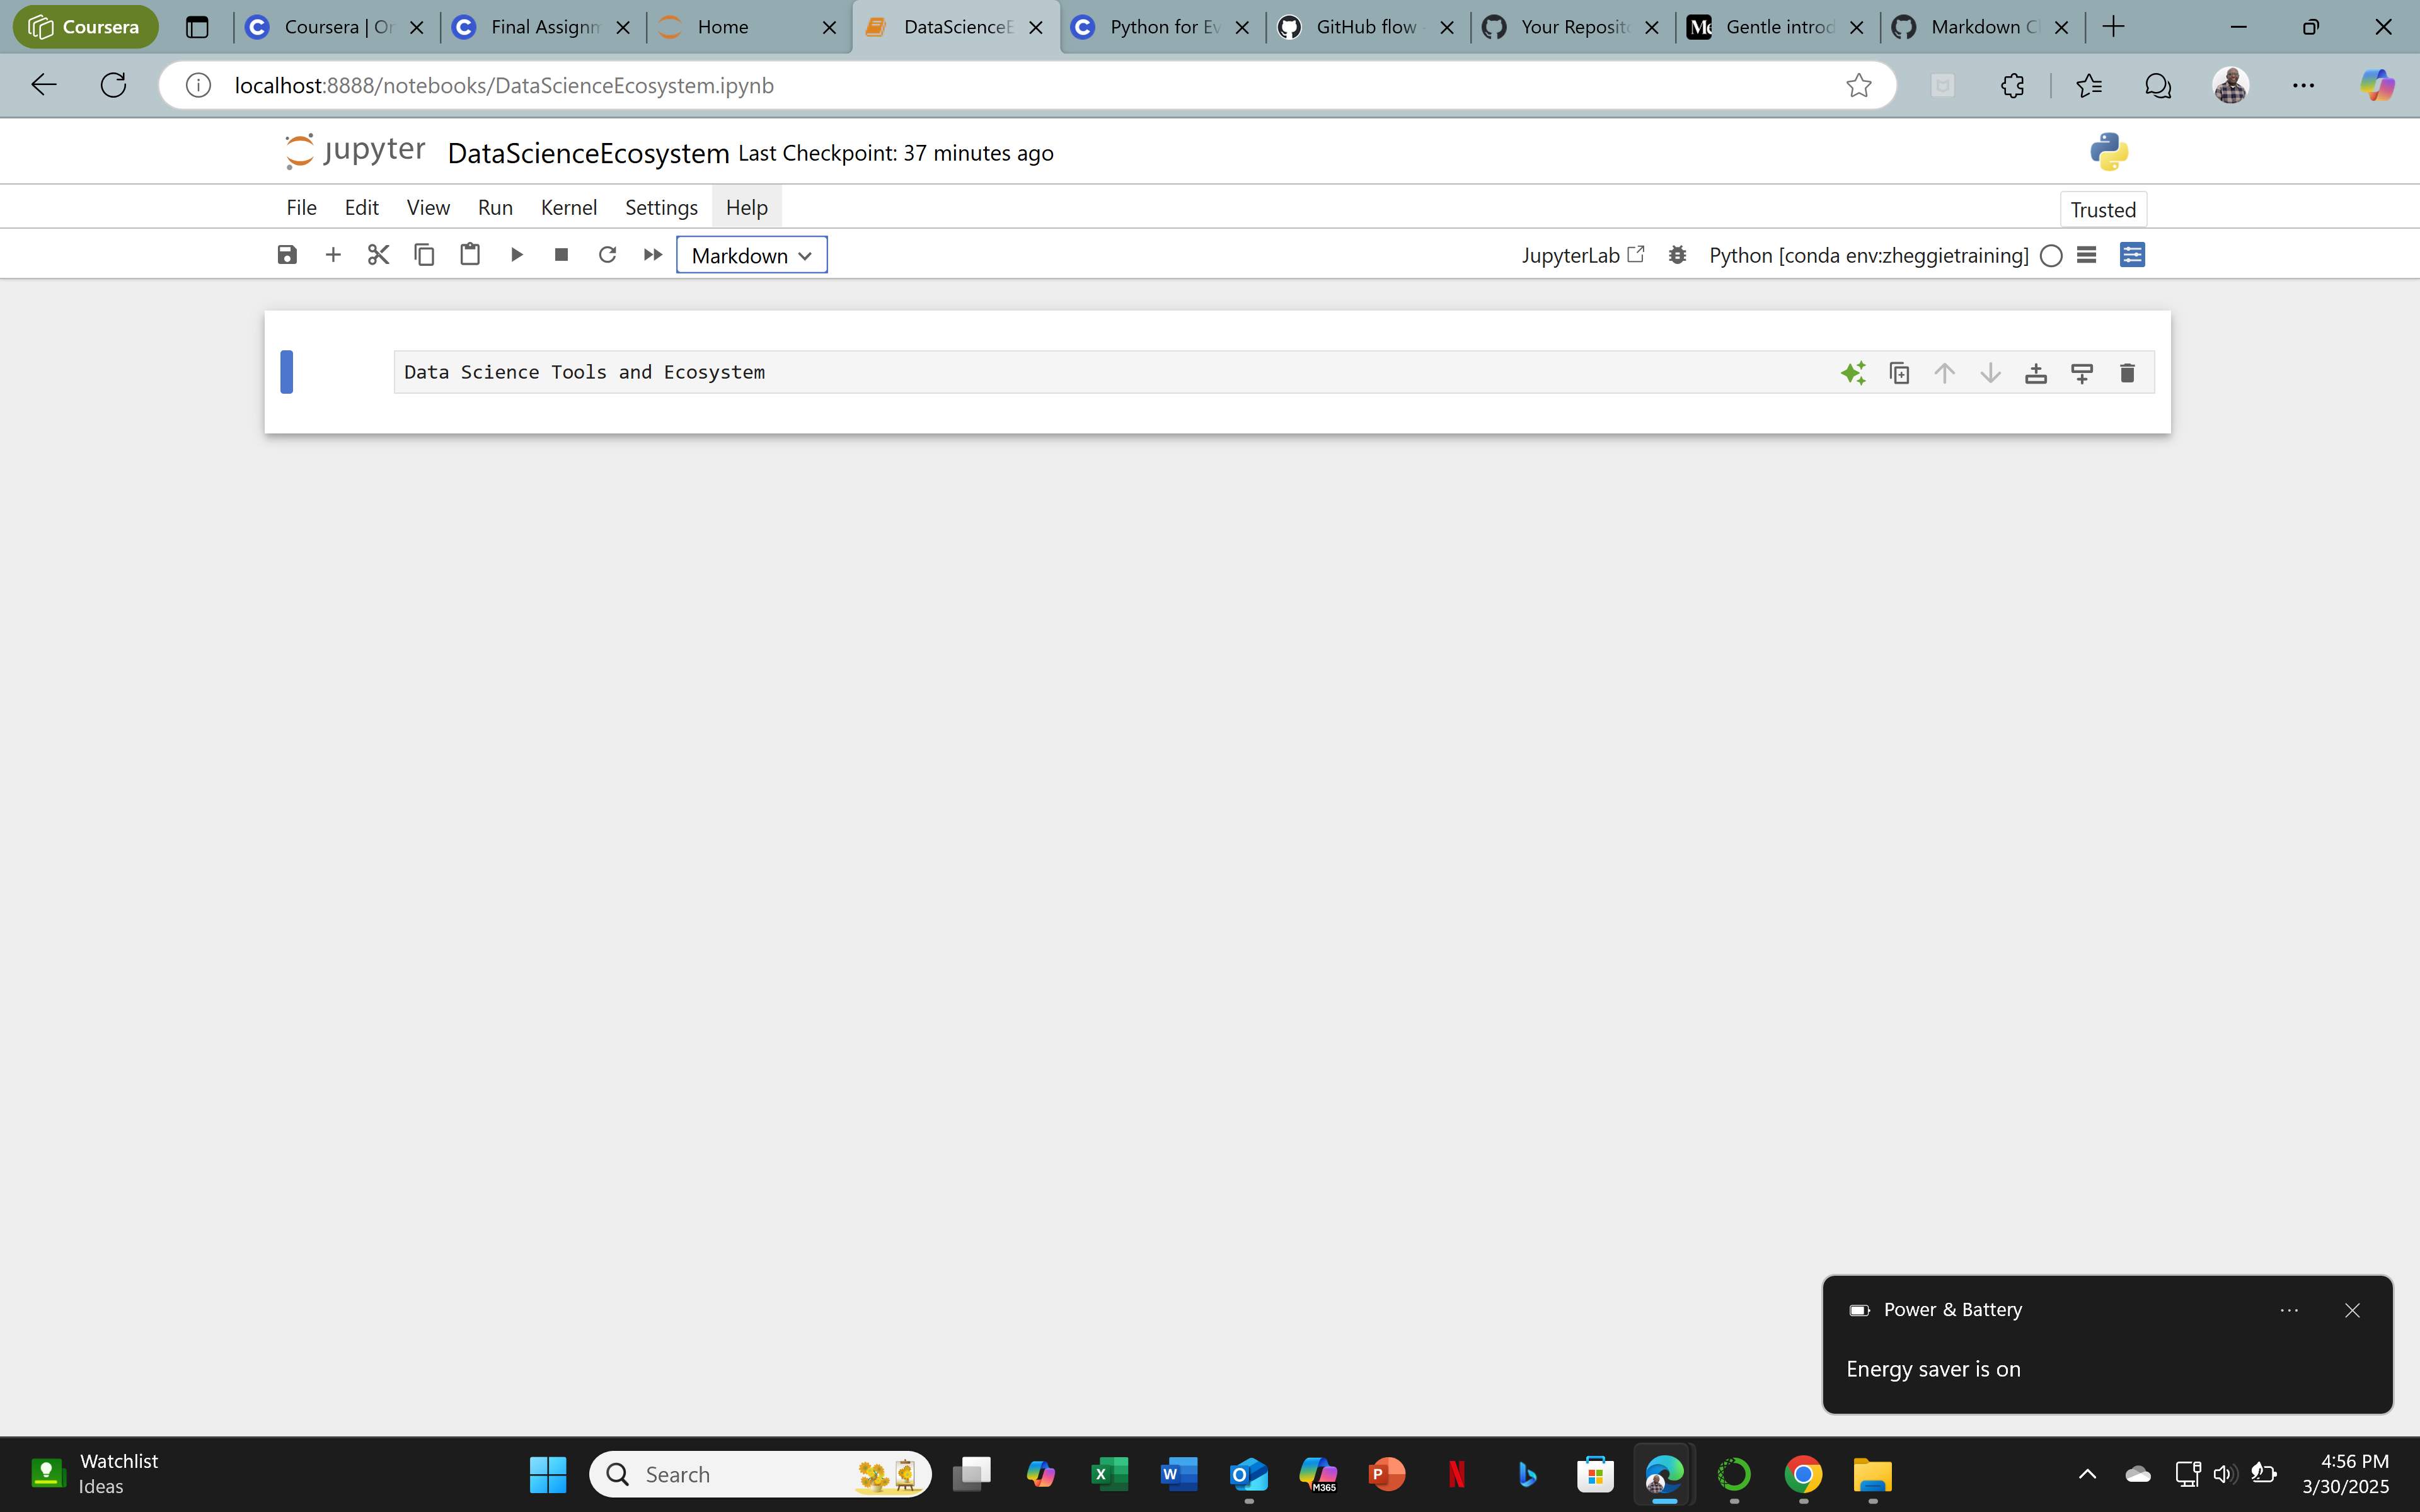 Coursera
Coursera | Or
Final Assignm
Home
DataScienceE
Python for Ev
GitHub flow
Your Reposito
Gentle introd
Markdown C
localhost:8888/notebooks/DataScienceEcosystem.ipynb
jupyter DataScienceEcosystem Last Checkpoint: 37 minutes ago
File Edit View Run Kernel Settings Help
Trusted
Markdown
JupyterLab
Python [conda env:zheggietraining]
Data Science Tools and Ecosystem
Power & Battery
Energy saver is on
Watchlist
Ideas
Search
M365
4:56 PM
3/30/2025